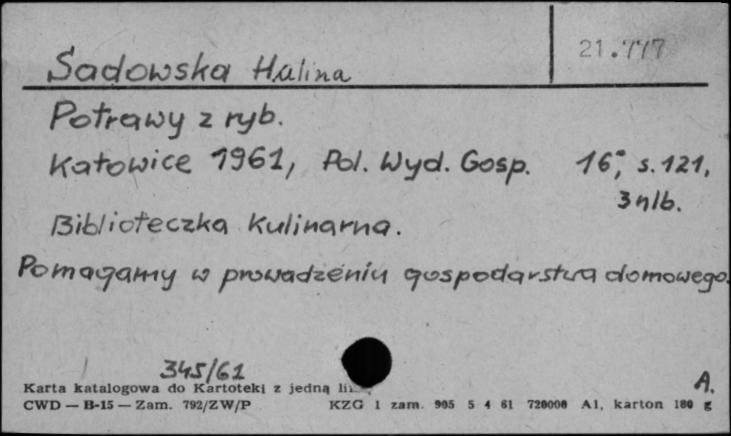 Sadowska Halina 21.777
Potrawy z ryb.
Katowice 1961, Pol. Wyd. Gosp. 16°, s. 121,
3 nlb.
Biblioteczka Kulinarna.
Pomagamy w prowadzeniu gospodarstwa domowego.
345/61
Karta katalogowa do Kartoteki z jedną
A.
CWD — B-15 — Zam. 792/ZW/P KZG 1 zam. 905 5 4 61 720000 A1, karton 180 g